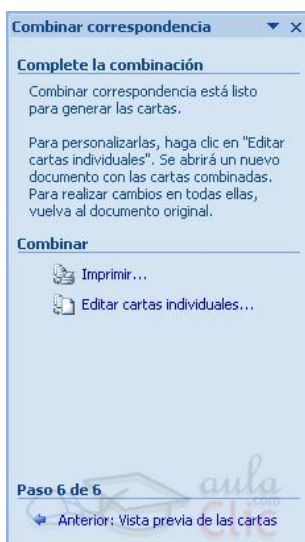 Combinar correspondencia
Complete la combinación
Combinar correspondencia está listo
para generar las cartas.
Para personalizarlas, haga clic en "Editar
cartas individuales". Se abrirá un nuevo
documento con las cartas combinadas.
Para realizar cambios en todas ellas,
vuelva al documento original.
Combinar
Imprimir...
Editar cartas individuales...
Paso 6 de 6
aula
.com
Clic
Anterior: Vista previa de las cartas